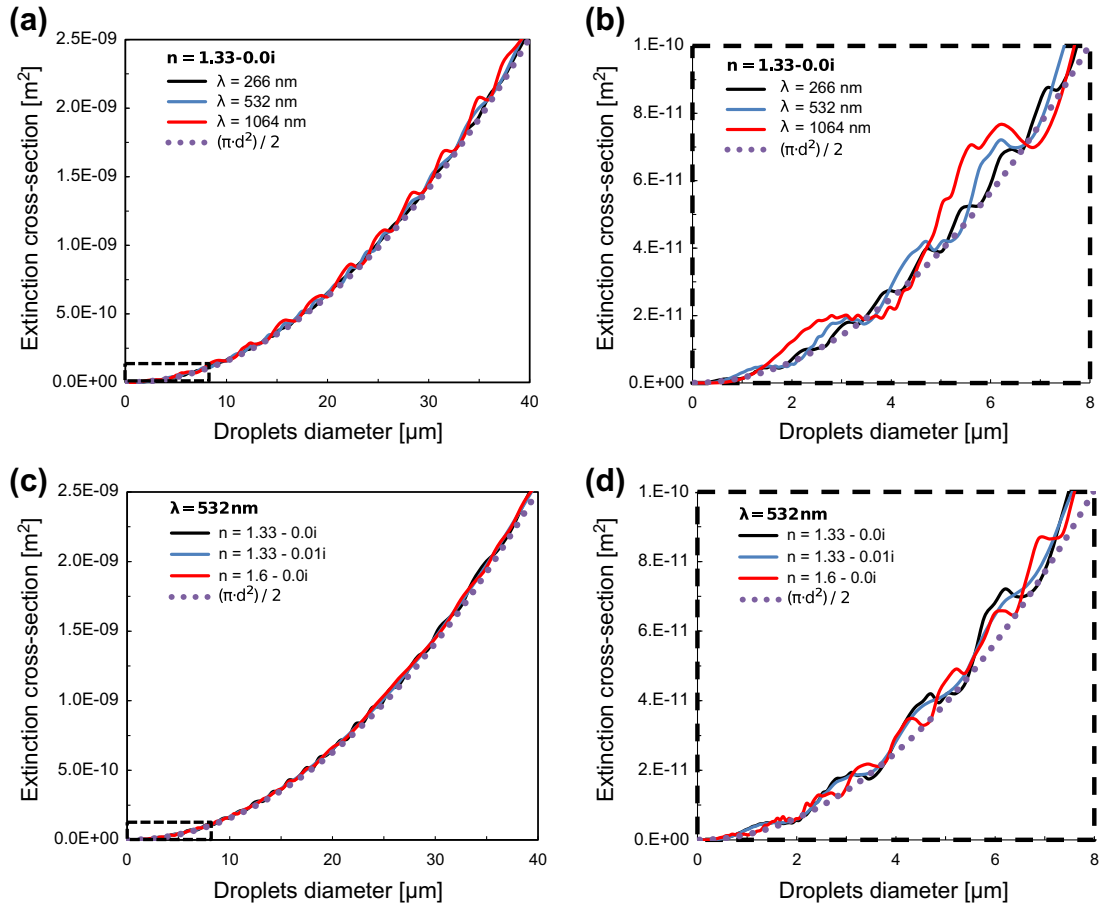 (a)
2.5E-09
2.0E-09
1.5E-09
1.0E-09
5.0E-10
0.0E+00
Extinction cross-section [m²]
n = 1.33-0.0i
λ = 266 nm
λ = 532 nm
λ = 1064 nm
(π·d²) / 2
0 10 20 30 40
Droplets diameter [µm]
(b)
1.E-10
8.E-11
6.E-11
4.E-11
2.E-11
0.E+00
Extinction cross-section [m²]
n = 1.33-0.0i
λ = 266 nm
λ = 532 nm
λ = 1064 nm
(π·d²) / 2
0 2 4 6 8
Droplets diameter [µm]
(c)
2.5E-09
2.0E-09
1.5E-09
1.0E-09
5.0E-10
0.0E+00
Extinction cross-section [m²]
λ = 532nm
n = 1.33 - 0.0i
n = 1.33 - 0.01i
n = 1.6 - 0.0i
(π·d²) / 2
0 10 20 30 40
Droplets diameter [µm]
(d)
1.E-10
8.E-11
6.E-11
4.E-11
2.E-11
0.E+00
Extinction cross-section [m²]
λ = 532nm
n = 1.33 - 0.0i
n = 1.33 - 0.01i
n = 1.6 - 0.0i
(π·d²) / 2
0 2 4 6 8
Droplets diameter [µm]